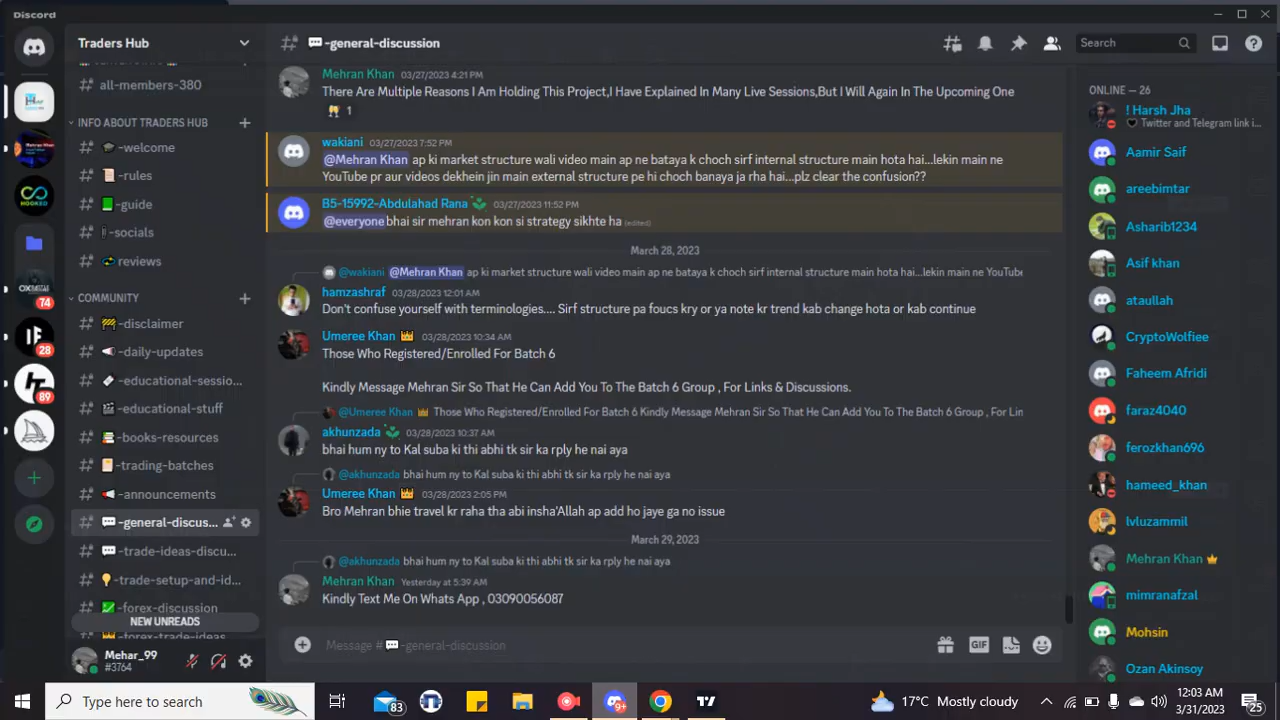 Discord
Traders Hub
all-members-380
INFO ABOUT TRADERS HUB
-welcome
-rules
-guide
-socials
reviews
COMMUNITY
-disclaimer
-daily-updates
-educational-sessio...
-educational-stuff
-books-resources
-trading-batches
-announcements
-general-discus...
-trade-ideas-discu...
-trade-setup-and-id...
-forex-discussion
NEW UNREADS
-forex-trade-ideas
Mehar_99
#3764
74
28
89
-general-discussion
Search
Mehran Khan 03/27/2023 4:21 PM
There Are Multiple Reasons I Am Holding This Project,I Have Explained In Many Live Sessions,But I Will Again In The Upcoming One
1
wakiani 03/27/2023 7:52 PM
@Mehran Khan ap ki market structure wali video main ap ne bataya k choch sirf internal structure main hota hai...lekin main ne
YouTube pr aur videos dekhein jin main external structure pe hi choch banaya ja rha hai...plz clear the confusion??
B5-15992-Abdulahad Rana 03/27/2023 11:52 PM
@everyone bhai sir mehran kon kon si strategy sikhte ha (edited)
March 28, 2023
@wakiani @Mehran Khan ap ki market structure wali video main ap ne bataya k choch sirf internal structure main hota hai...lekin main ne YouTube
hamzashraf 03/28/2023 12:01 AM
Don't confuse yourself with terminologies.... Sirf structure pa foucs kry or ya note kr trend kab change hota or kab continue
Umeree Khan 03/28/2023 10:34 AM
Those Who Registered/Enrolled For Batch 6
Kindly Message Mehran Sir So That He Can Add You To The Batch 6 Group , For Links & Discussions.
@Umeree Khan Those Who Registered/Enrolled For Batch 6 Kindly Message Mehran Sir So That He Can Add You To The Batch 6 Group , For Lin
akhunzada 03/28/2023 10:37 AM
bhai hum ny to Kal suba ki thi abhi tk sir ka rply he nai aya
@akhunzada bhai hum ny to Kal suba ki thi abhi tk sir ka rply he nai aya
Umeree Khan 03/28/2023 2:05 PM
Bro Mehran bhie travel kr raha tha abi insha'Allah ap add ho jaye ga no issue
March 29, 2023
@akhunzada bhai hum ny to Kal suba ki thi abhi tk sir ka rply he nai aya
Mehran Khan Yesterday at 5:39 AM
Kindly Text Me On Whats App , 03090056087
Message # -general-discussion
GIF
ONLINE — 26
! Harsh Jha
Twitter and Telegram link i...
Aamir Saif
areebimtar
Asharib1234
Asif khan
ataullah
CryptoWolfiee
Faheem Afridi
faraz4040
ferozkhan696
hameed_khan
lvluzammil
Mehran Khan
mimranafzal
Mohsin
Ozan Akinsoy
Type here to search
83
9+
17°C Mostly cloudy
12:03 AM
3/31/2023
25